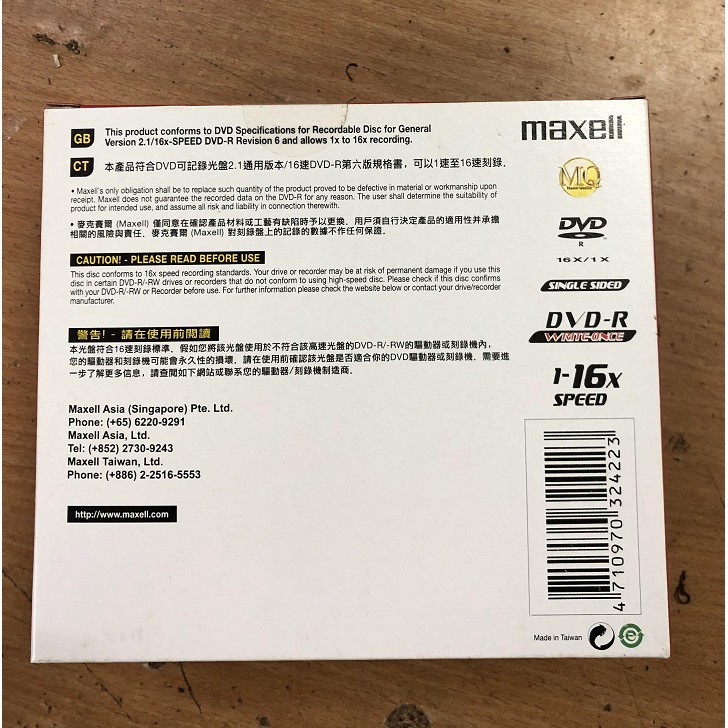 GB
This product conforms to DVD Specifications for Recordable Disc for General
Version 2.1/16x-SPEED DVD-R Revision 6 and allows 1x to 16x recording.
CT
本產品符合DVD可記錄光盤2.1通用版本/16速DVD-R第六版規格書，可以1速至16速刻錄．
• Maxell's only obligation shall be to replace such quantity of the product proved to be defective in material or workmanship upon
receipt. Maxell does not guarantee the recorded data on the DVD-R for any reason. The user shall determine the suitability of
product for intended use, and assume all risk and liability in connection therewith.
• 麥克賽爾 (Maxell) 僅同意在確認產品材料或工藝有缺陷時予以更換．用戶須自行決定產品的適用性并承擔
相關的風險與責任．麥克賽爾 (Maxell) 對刻錄盤上的記錄的數據不作任何保證．
CAUTION! - PLEASE READ BEFORE USE
This disc conforms to 16x speed recording standards. Your drive or recorder may be at risk of permanent damage if you use this
disc in certain DVD-R/-RW drives or recorders that do not conform to using high-speed disc. Please check if this disc confirms
with your DVD-R/-RW or Recorder before use. For further information please check the website below or contact your drive/recorder
manufacturer.
警告! - 請在使用前閱讀
本光盤符合16速刻錄標準．假如您將該光盤使用於不符合該高速光盤的DVD-R/-RW的驅動器或刻錄機內，
您的驅動器和刻錄機可能會永久性的損壞．請在使用前確認該光盤是否適合你的DVD驅動器或刻錄機．需要進
一步了解更多信息，請查閱如下網站或聯系您的驅動器/刻錄機制造商．
Maxell Asia (Singapore) Pte. Ltd.
Phone: (+65) 6220-9291
Maxell Asia, Ltd.
Tel: (+852) 2730-9243
Maxell Taiwan, Ltd.
Phone: (+886) 2-2516-5553
http://www.maxell.com
maxell
MQ
DVD
R
16X/1X
SINGLE SIDED
DVD-R
WRITE-ONCE
1-16x
SPEED
4 710970 324223
Made in Taiwan